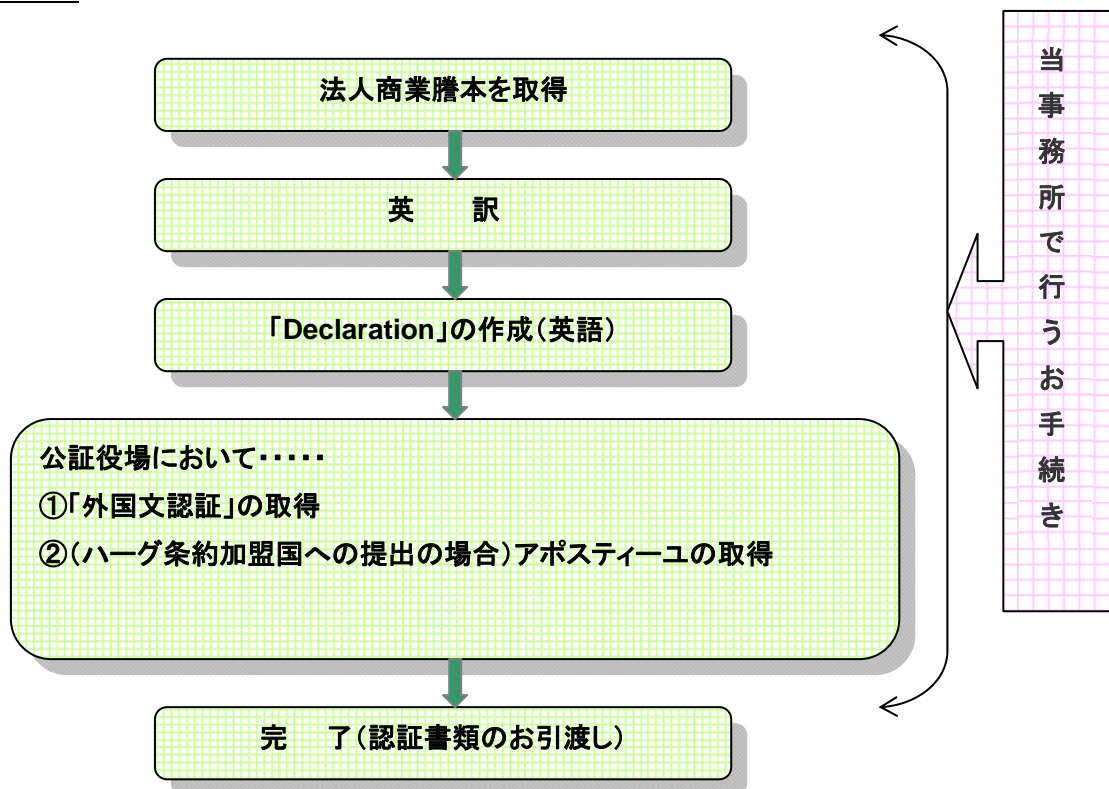 法人商業謄本を取得
英　　訳
「Declaration」の作成（英語）
公証役場において・・・・・
①「外国文認証」の取得
②（ハーグ条約加盟国への提出の場合）アポスティーユの取得
完　　了（認証書類のお引渡し）
当事務所で行うお手続き